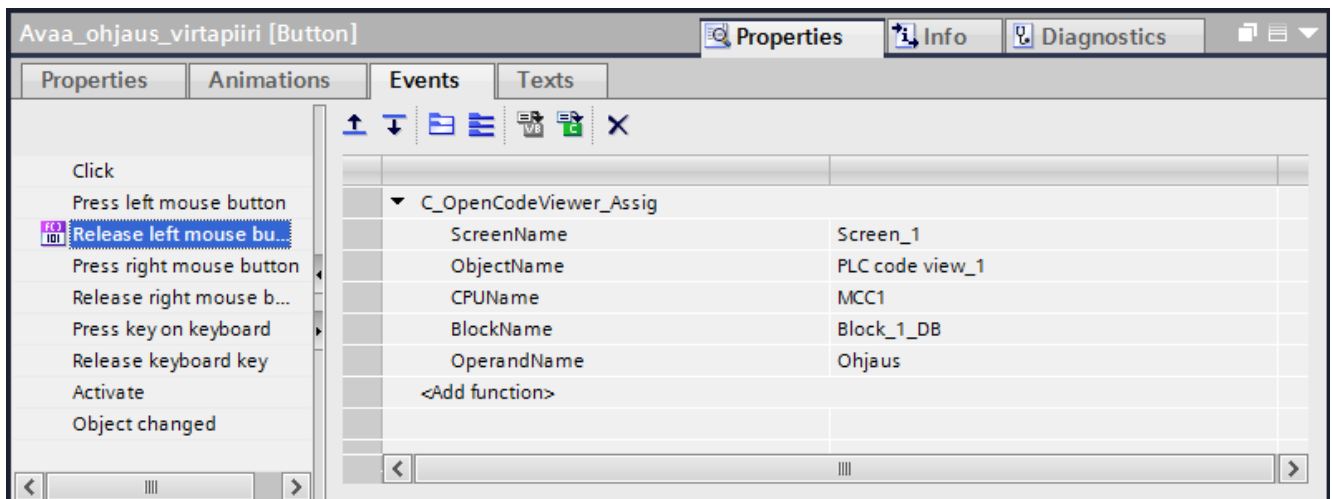 Avaa_ohjaus_virtapiiri [Button]
Properties
Info
Diagnostics
Properties
Animations
Events
Texts
Click
Press left mouse button
Release left mouse bu...
Press right mouse button
Release right mouse b...
Press key on keyboard
Release keyboard key
Activate
Object changed
C_OpenCodeViewer_Assig
ScreenName Screen_1
ObjectName PLC code view_1
CPUName MCC1
BlockName Block_1_DB
OperandName Ohjaus
<Add function>